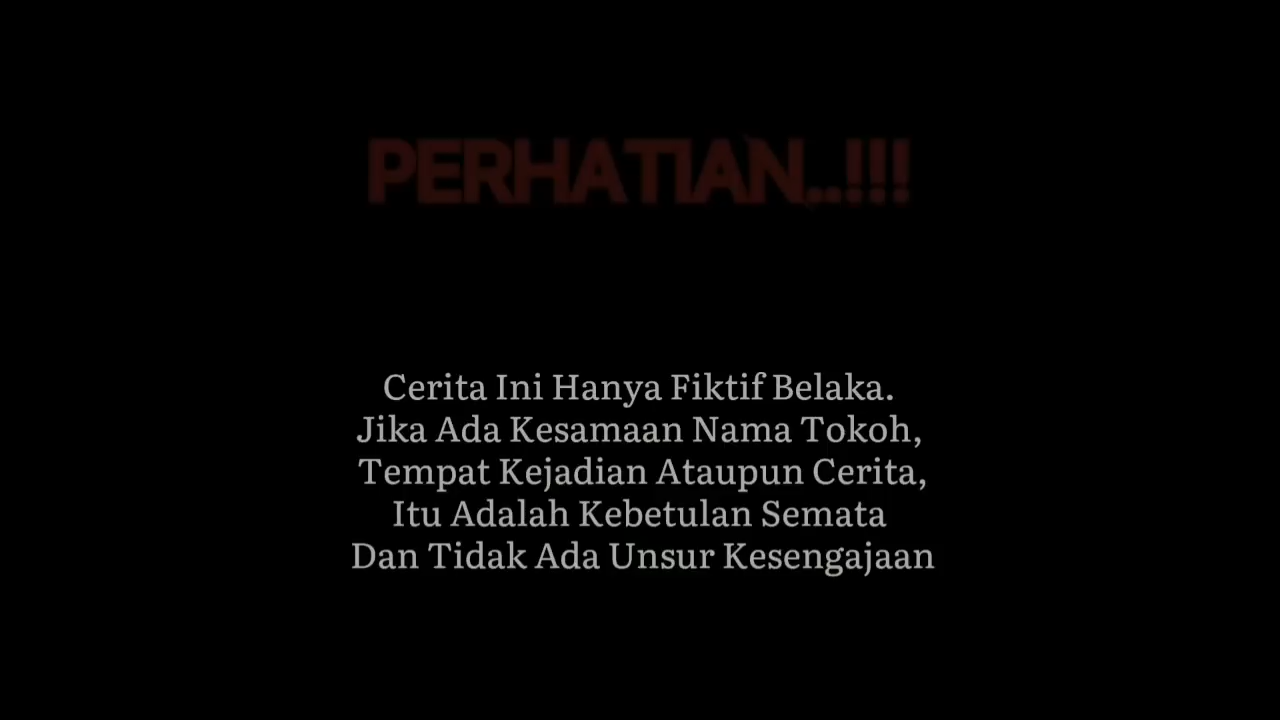 PERHATIAN..!!!
Cerita Ini Hanya Fiktif Belaka.
Jika Ada Kesamaan Nama Tokoh,
Tempat Kejadian Ataupun Cerita,
Itu Adalah Kebetulan Semata
Dan Tidak Ada Unsur Kesengajaan